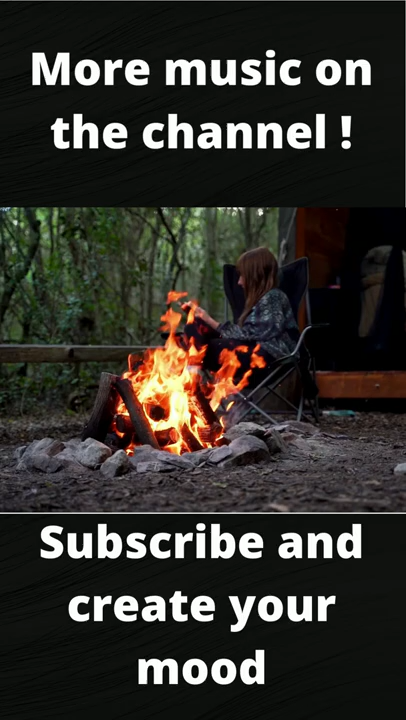 More music on
the channel !
Subscribe and
create your
mood